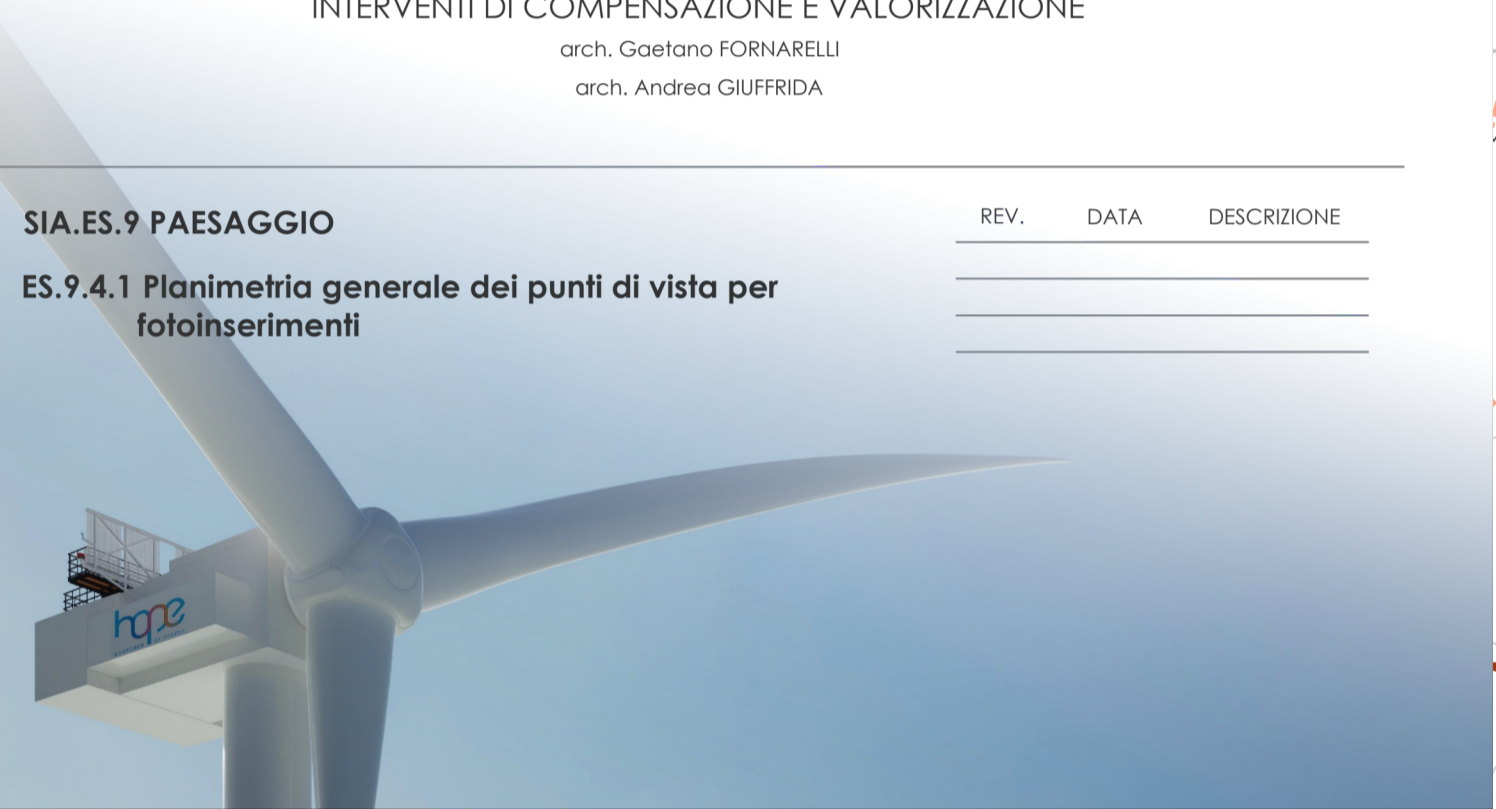 INTERVENTI DI COMPENSAZIONE E VALORIZZAZIONE
arch. Gaetano FORNARELLI
arch. Andrea GIUFFRIDA
SIA.ES.9 PAESAGGIO
ES.9.4.1 Planimetria generale dei punti di vista per
fotoinserimenti
REV. DATA DESCRIZIONE
hope